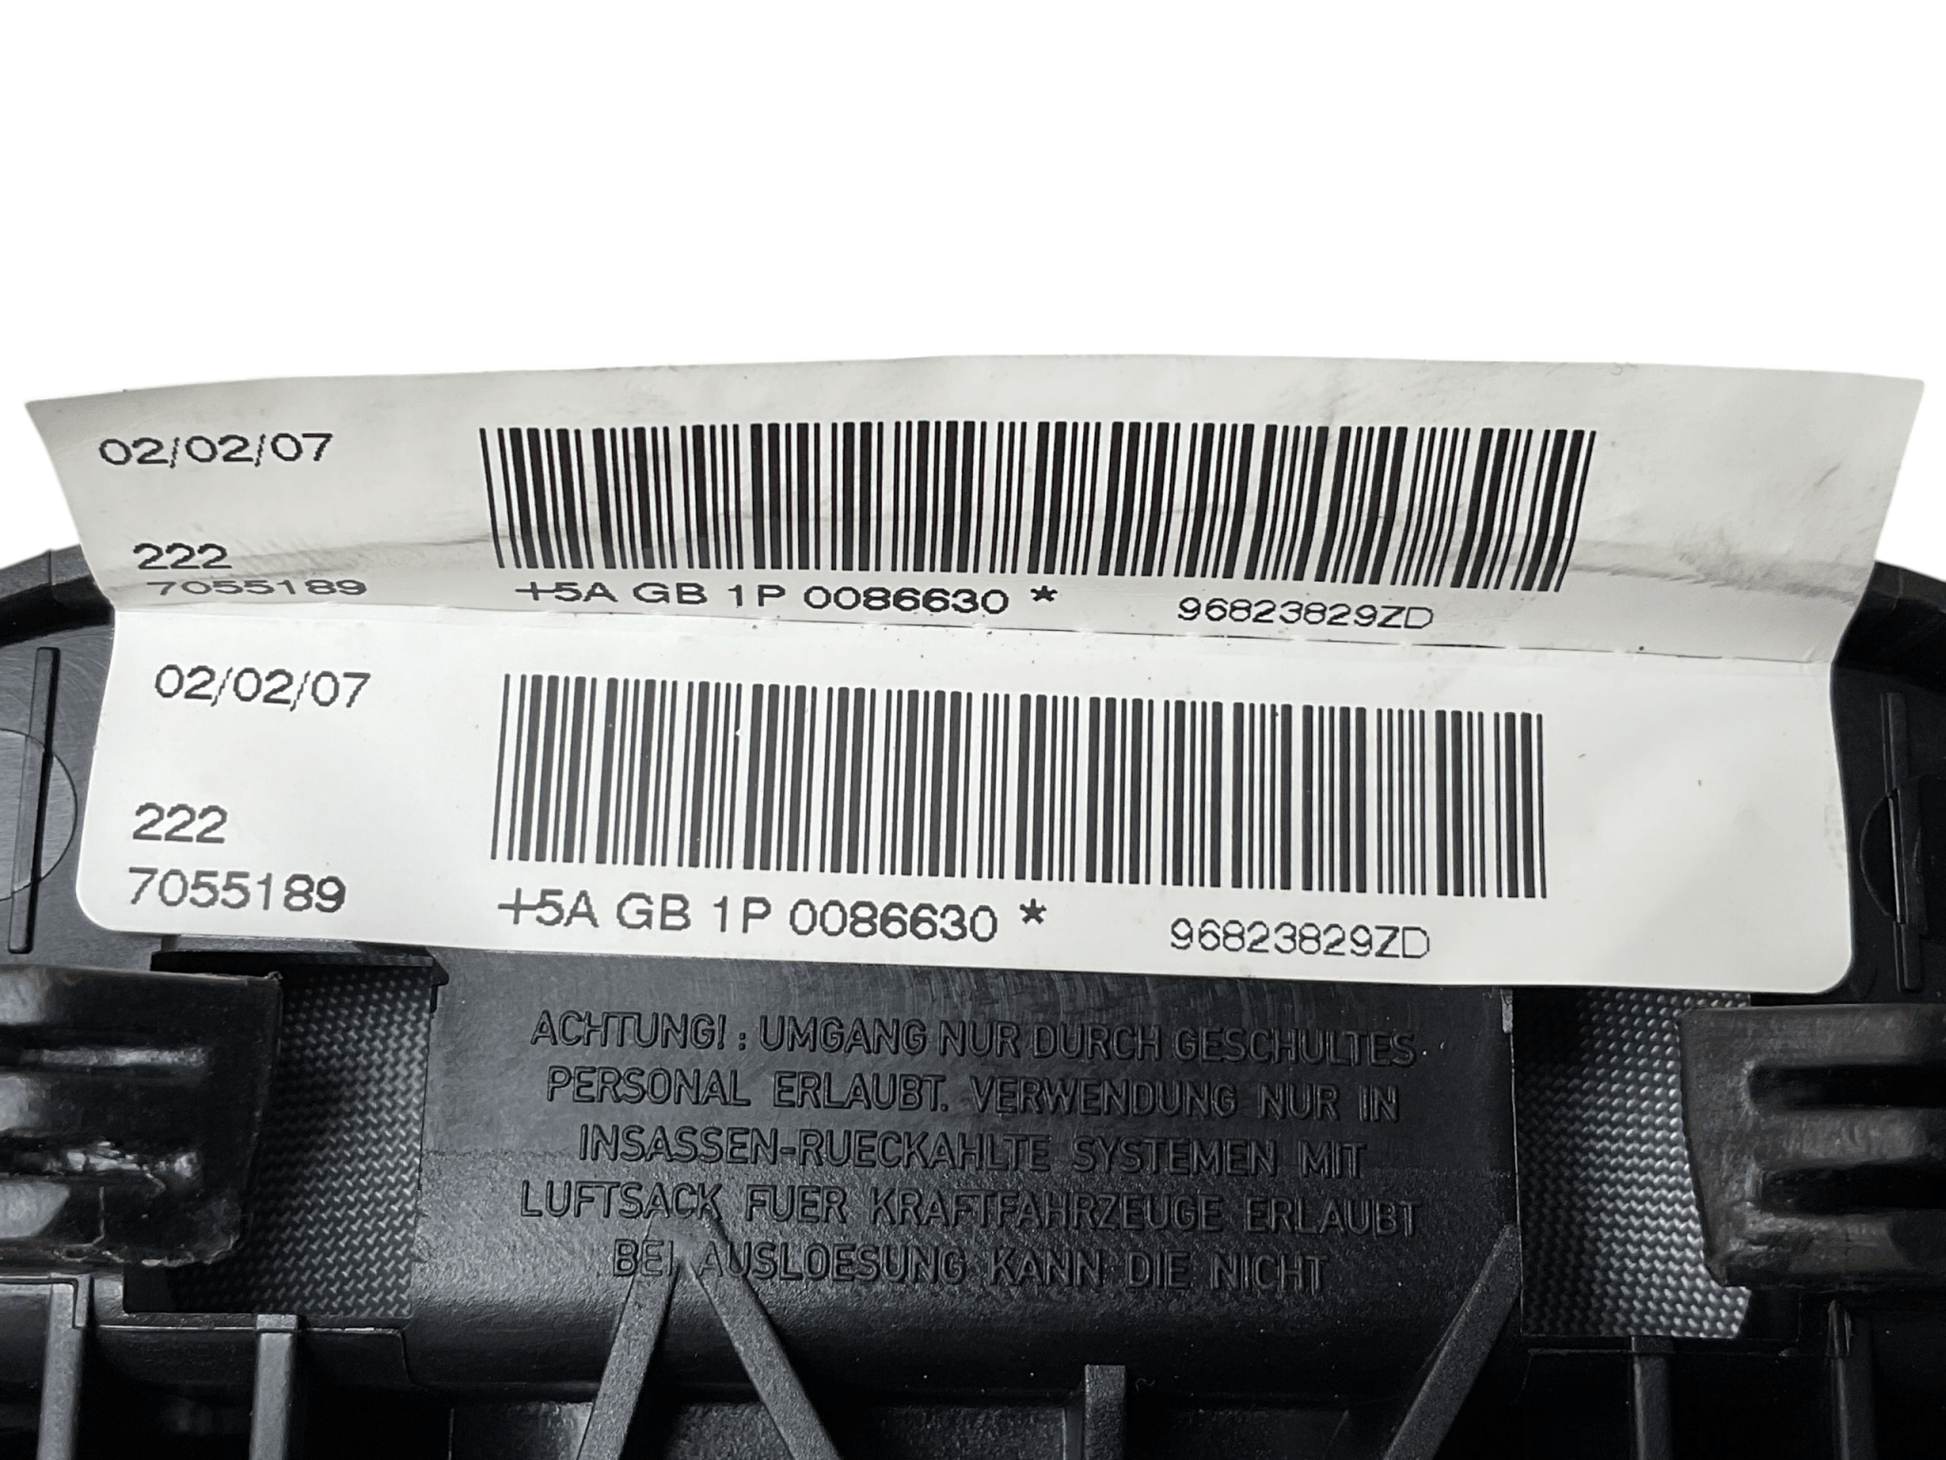 02/02/07
222
7055189
+5A GB 1P 0086630 * 96823829ZD
02/02/07
222
7055189
+5A GB 1P 0086630 * 96823829ZD
ACHTUNG! : UMGANG NUR DURCH GESCHULTES
PERSONAL ERLAUBT. VERWENDUNG NUR IN
INSASSEN-RUECKAHLTE SYSTEMEN MIT
LUFTSACK FUER KRAFTFAHRZEUGE ERLAUBT
BEI AUSLOESUNG KANN DIE NICHT